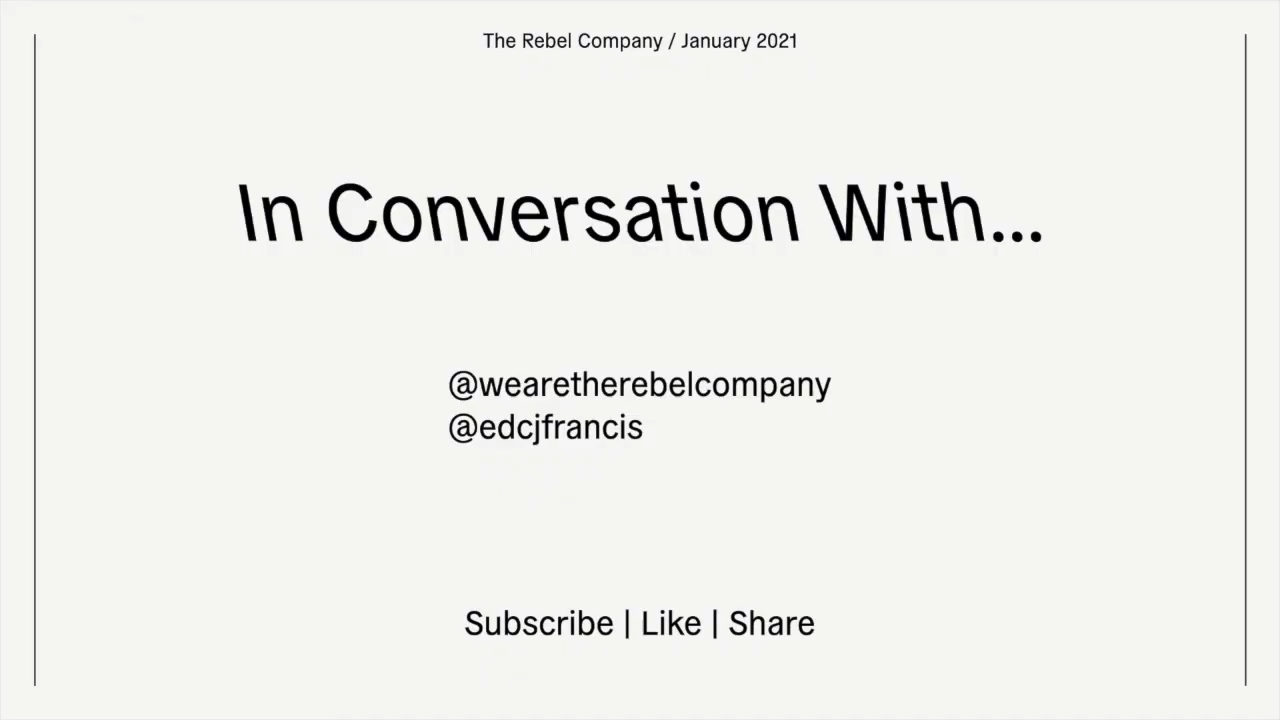 The Rebel Company / January 2021
In Conversation With...
@wearetherebelcompany
@edcjfrancis
Subscribe | Like | Share